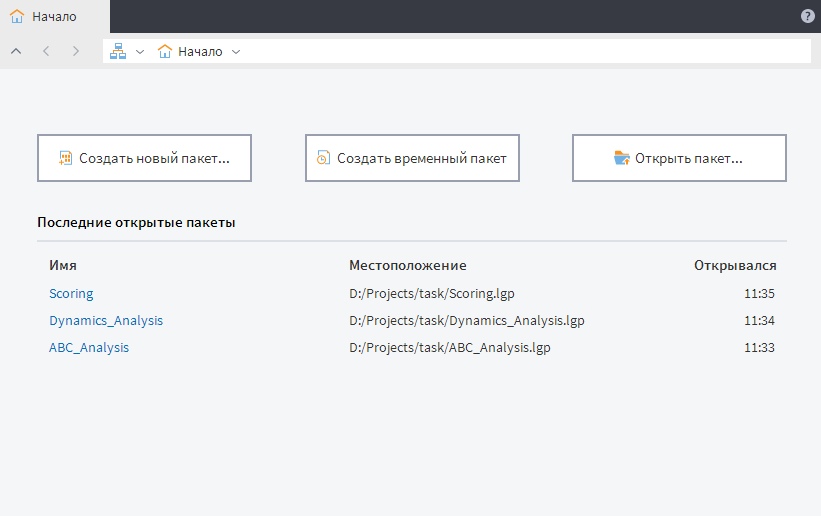 Начало
Начало
Создать новый пакет...
Создать временный пакет
Открыть пакет...
Последние открытые пакеты
Имя Местоположение Открывался
Scoring D:/Projects/task/Scoring.lgp 11:35
Dynamics_Analysis D:/Projects/task/Dynamics_Analysis.lgp 11:34
ABC_Analysis D:/Projects/task/ABC_Analysis.lgp 11:33